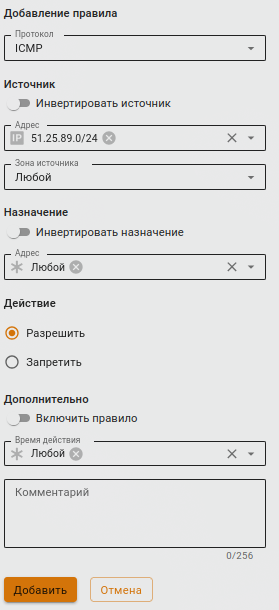 Добавление правила
Протокол
ICMP
Источник
Инвертировать источник
Адрес
IP 51.25.89.0/24
Зона источника
Любой
Назначение
Инвертировать назначение
Адрес
Любой
Действие
Разрешить
Запретить
Дополнительно
Включить правило
Время действия
Любой
Комментарий
0/256
Добавить Отмена